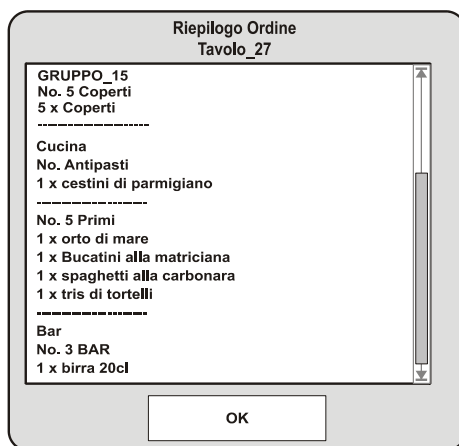 Riepilogo Ordine
Tavolo_27
GRUPPO_15
No. 5 Coperti
5 x Coperti
----------------------
Cucina
No. Antipasti
1 x cestini di parmigiano
----------------------
No. 5 Primi
1 x orto di mare
1 x Bucatini alla matriciana
1 x spaghetti alla carbonara
1 x tris di tortelli
----------------------
Bar
No. 3 BAR
1 x birra 20cl
OK